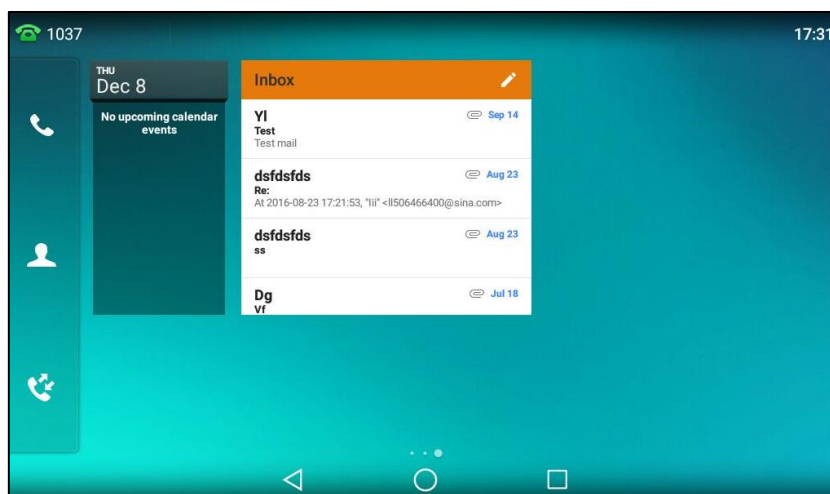 1037
17:31
THU
Dec 8
No upcoming calendar
events
Inbox
Yl
Sep 14
Test
Test mail
dsfdsfds
Aug 23
Re:
At 2016-08-23 17:21:53, "lii" <ll506466400@sina.com>
dsfdsfds
Aug 23
ss
Dg
Jul 18
Vf